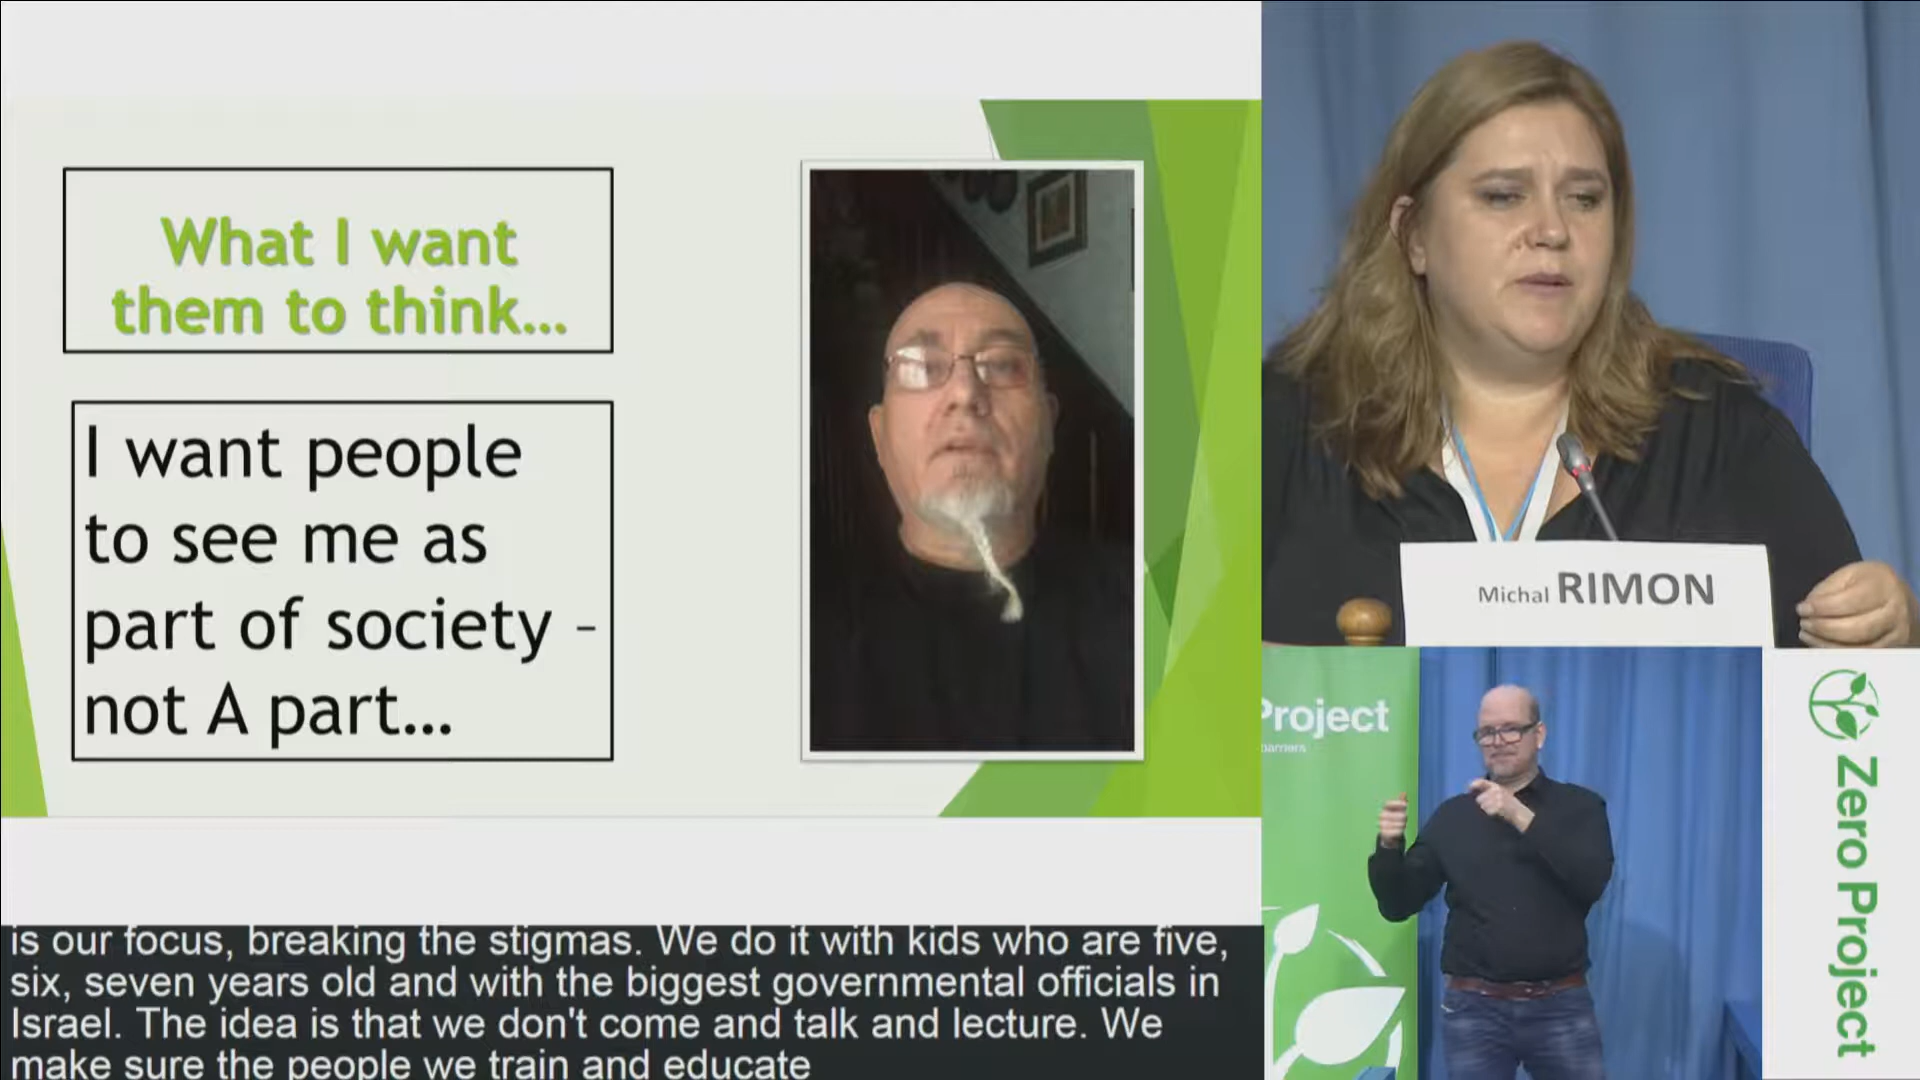 What I want
them to think...
I want people
to see me as
part of society -
not A part...
Michal RIMON
Project
barriers
Zero Project
is our focus, breaking the stigmas. We do it with kids who are five,
six, seven years old and with the biggest governmental officials in
Israel. The idea is that we don't come and talk and lecture. We
make sure the people we train and educate